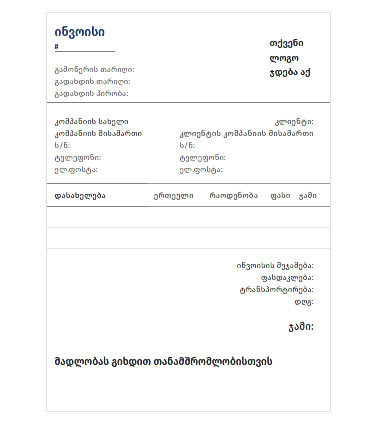 ინვოისი
#
თქვენი
ლოგო
ჯდება აქ
გამოწერის თარიღი:
გადახდის თარიღი:
გადახდის პირობა:
კომპანიის სახელი
კომპანიის მისამართი
ს/ნ:
ტელეფონი:
ელ.ფოსტა:
კლიენტი:
კლიენტის კომპანიის მისამართი
ს/ნ:
ტელეფონი:
ელ.ფოსტა:
დასახელება ერთეული რაოდენობა ფასი ჯამი
ინვოისის შეჯამება:
ფასდაკლება:
ტრანსპორტირება:
დღგ:
ჯამი:
მადლობას გიხდით თანამშრომლობისთვის